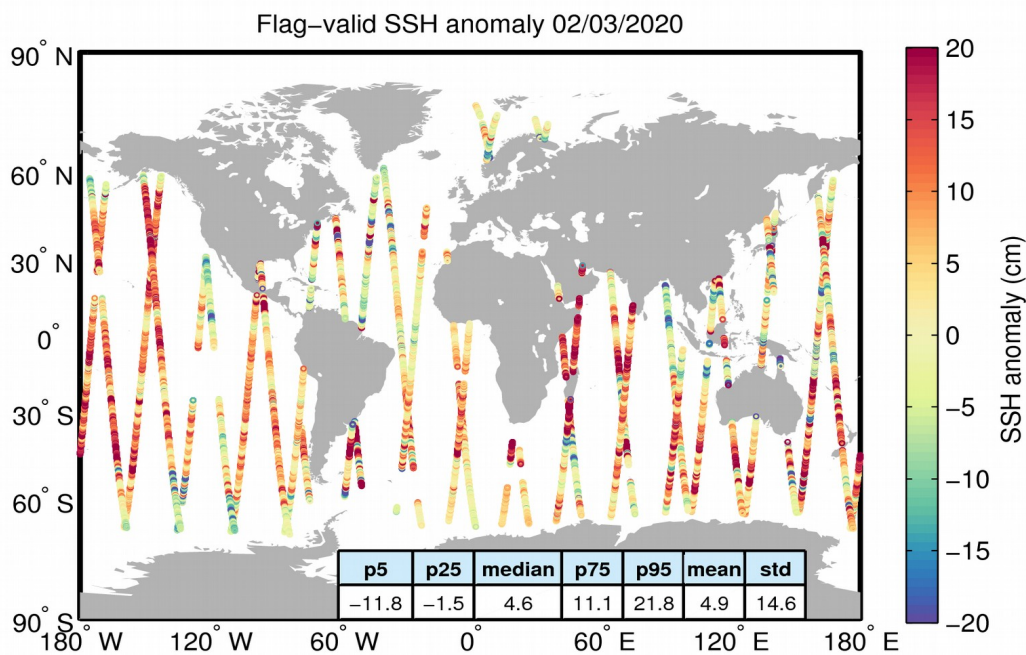 Flag−valid SSH anomaly 02/03/2020
90° N
60° N
30° N
0°
30° S
60° S
90° S
180° W
120° W
60° W
0°
60° E
120° E
180° E
p5 p25 median p75 p95 mean std
−11.8 −1.5 4.6 11.1 21.8 4.9 14.6
20
15
10
5
0
−5
−10
−15
−20
SSH anomaly (cm)